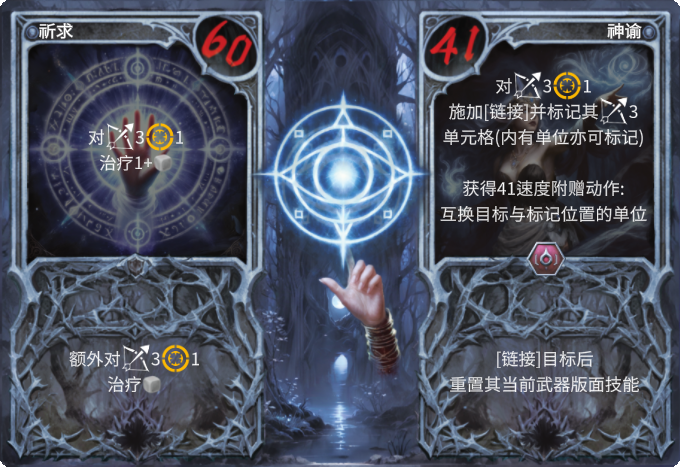 祈求
60
对 3 1
治疗1+
额外对 3 1
治疗
41
神谕
对 3 1
施加[链接]并标记其 3
单元格(内有单位亦可标记)
获得41速度附赠动作:
互换目标与标记位置的单位
[链接]目标后
重置其当前武器版面技能